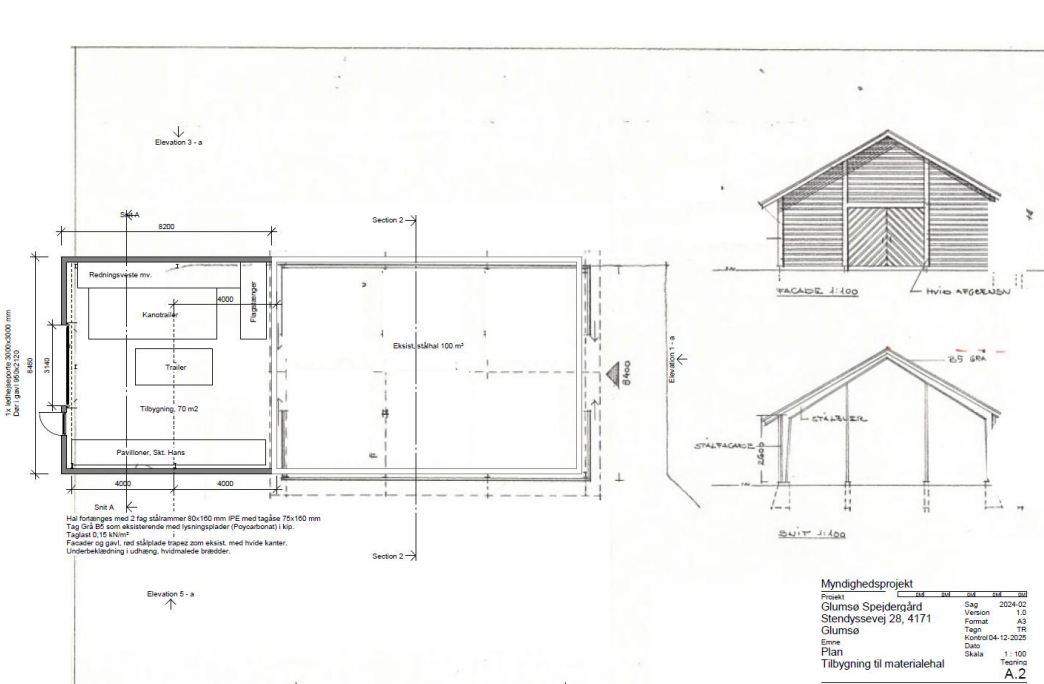 Elevation 3 - a
Snit A
Section 2
8200
Redningsveste mv.
Flagstænger
4000
Kanotrailer
Eksist. stålhal 100 m²
Trailer
1x ledhejseporte 3000x3000 mm
Dør i gavl 950x2120
8460
3140
8400
Elevation 1 - a
Tilbygning, 70 m2
Pavilloner, Skt. Hans
4000
4000
Snit A
Hal forlænges med 2 fag stålrammer 80x160 mm IPE med tagåse 75x160 mm
Tag Grå B5 som eksisterende med lysningsplader (Poycarbonat) i kip.
Taglast 0,15 kN/m²
Facader og gavl, rød stålplade trapez zom eksist. med hvide kanter.
Underbeklædning i udhæng, hvidmalede brædder.
Section 2
Elevation 5 - a
FACADE 1:100
HVID AFGRÆNSN
B5 GRÅ
STÅLFACADE
2600
SNIT 1:100
Myndighedsprojekt
Projekt
Glumsø Spejdergård
Stendyssevej 28, 4171
Glumsø
Emne
Plan
Tilbygning til materialehal
Sag 2024-02
Version 1.0
Format A3
Tegn TR
Kontrol 04-12-2025
Dato
Skala 1 : 100
Tegning
A.2